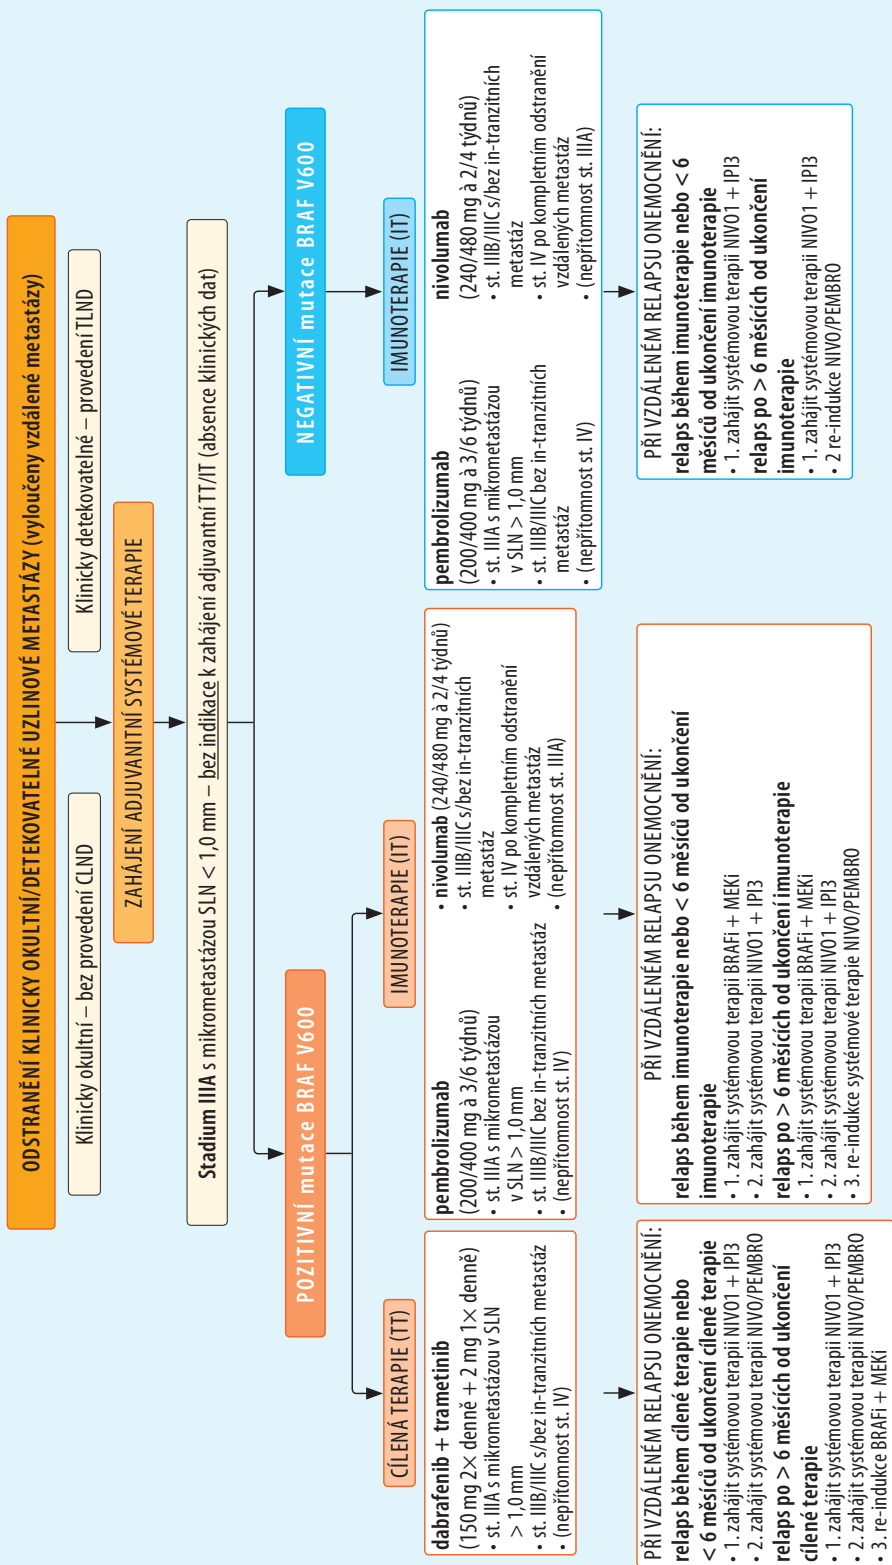 ODSTRANĚNÍ KLINICKY OKULTNÍ/DETEKOVATELNÉ UZLINOVÉ METASTÁZY (vyloučeny vzdálené metastázy)
Klinicky okultní – bez provedení CLND
Klinicky detekovatelné – provedení TLND
ZAHÁJENÍ ADJUVANITNÍ SYSTÉMOVÉ TERAPIE
Stadium IIIA s mikrometastázou SLN < 1,0 mm – bez indikace k zahájení adjuvantní TT/IT (absence klinických dat)
POZITIVNÍ mutace BRAF V600
NEGATIVNÍ mutace BRAF V600
CÍLENÁ TERAPIE (TT)
IMUNOTERAPIE (IT)
IMUNOTERAPIE (IT)
dabrafenib + trametinib
(150 mg 2× denně + 2 mg 1× denně)
• st. IIIA s mikrometastázou v SLN
> 1,0 mm
• st. IIIB/IIIC s/bez in-tranzitních metastáz
• (nepřítomnost st. IV)
pembrolizumab
(200/400 mg à 3/6 týdnů)
• st. IIIA s mikrometastázou
v SLN > 1,0 mm
• st. IIIB/IIIC bez in-tranzitních metastáz
• (nepřítomnost st. IV)
• nivolumab (240/480 mg à 2/4 týdnů)
• st. IIIB/IIIC s/bez in-tranzitních
metastáz
• st. IV po kompletním odstranění
vzdálených metastáz
• (nepřítomnost st. IIIA)
pembrolizumab
(200/400 mg à 3/6 týdnů)
• st. IIIA s mikrometastázou
v SLN > 1,0 mm
• st. IIIB/IIIC bez in-tranzitních
metastáz
• (nepřítomnost st. IV)
nivolumab
(240/480 mg à 2/4 týdnů)
• st. IIIB/IIIC s/bez in-tranzitních
metastáz
• st. IV po kompletním odstranění
vzdálených metastáz
• (nepřítomnost st. IIIA)
PŘI VZDÁLENÉM RELAPSU ONEMOCNĚNÍ:
relaps během cílené terapie nebo
< 6 měsíců od ukončení cílené terapie
• 1. zahájit systémovou terapii NIVO1 + IPI3
• 2. zahájit systémovou terapii NIVO/PEMBRO
relaps po > 6 měsících od ukončení
cílené terapie
• 1. zahájit systémovou terapii NIVO1 + IPI3
• 2. zahájit systémovou terapii NIVO/PEMBRO
• 3. re-indukce BRAFi + MEKi
PŘI VZDÁLENÉM RELAPSU ONEMOCNĚNÍ:
relaps během imunoterapie nebo < 6 měsíců od ukončení
imunoterapie
• 1. zahájit systémovou terapii BRAFi + MEKi
• 2. zahájit systémovou terapii NIVO1 + IPI3
relaps po > 6 měsících od ukončení imunoterapie
• 1. zahájit systémovou terapii BRAFi + MEKi
• 2. zahájit systémovou terapii NIVO1 + IPI3
• 3. re-indukce systémové terapie NIVO/PEMBRO
PŘI VZDÁLENÉM RELAPSU ONEMOCNĚNÍ:
relaps během imunoterapie nebo < 6
měsíců od ukončení imunoterapie
• 1. zahájit systémovou terapii NIVO1 + IPI3
relaps po > 6 měsících od ukončení
imunoterapie
• 1. zahájit systémovou terapii NIVO1 + IPI3
• 2 re-indukce NIVO/PEMBRO